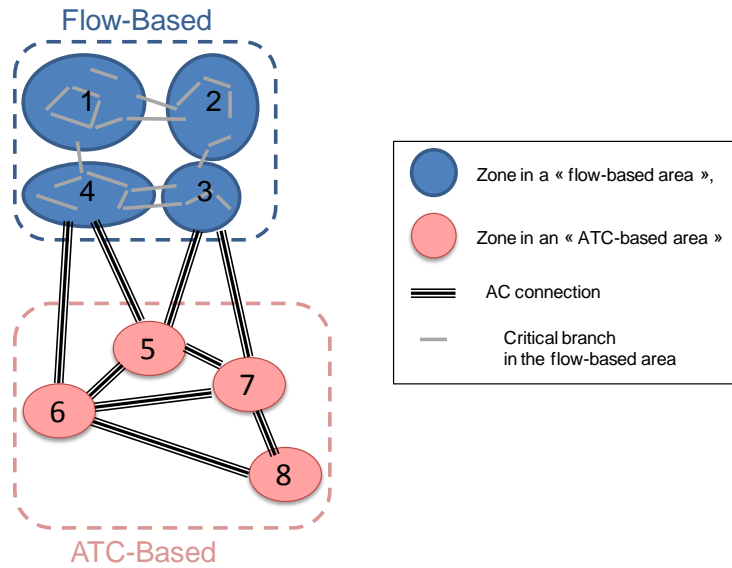 Flow-Based
1
2
4
3
5
7
6
8
ATC-Based
Zone in a « flow-based area »,
Zone in an « ATC-based area »
AC connection
Critical branch
in the flow-based area